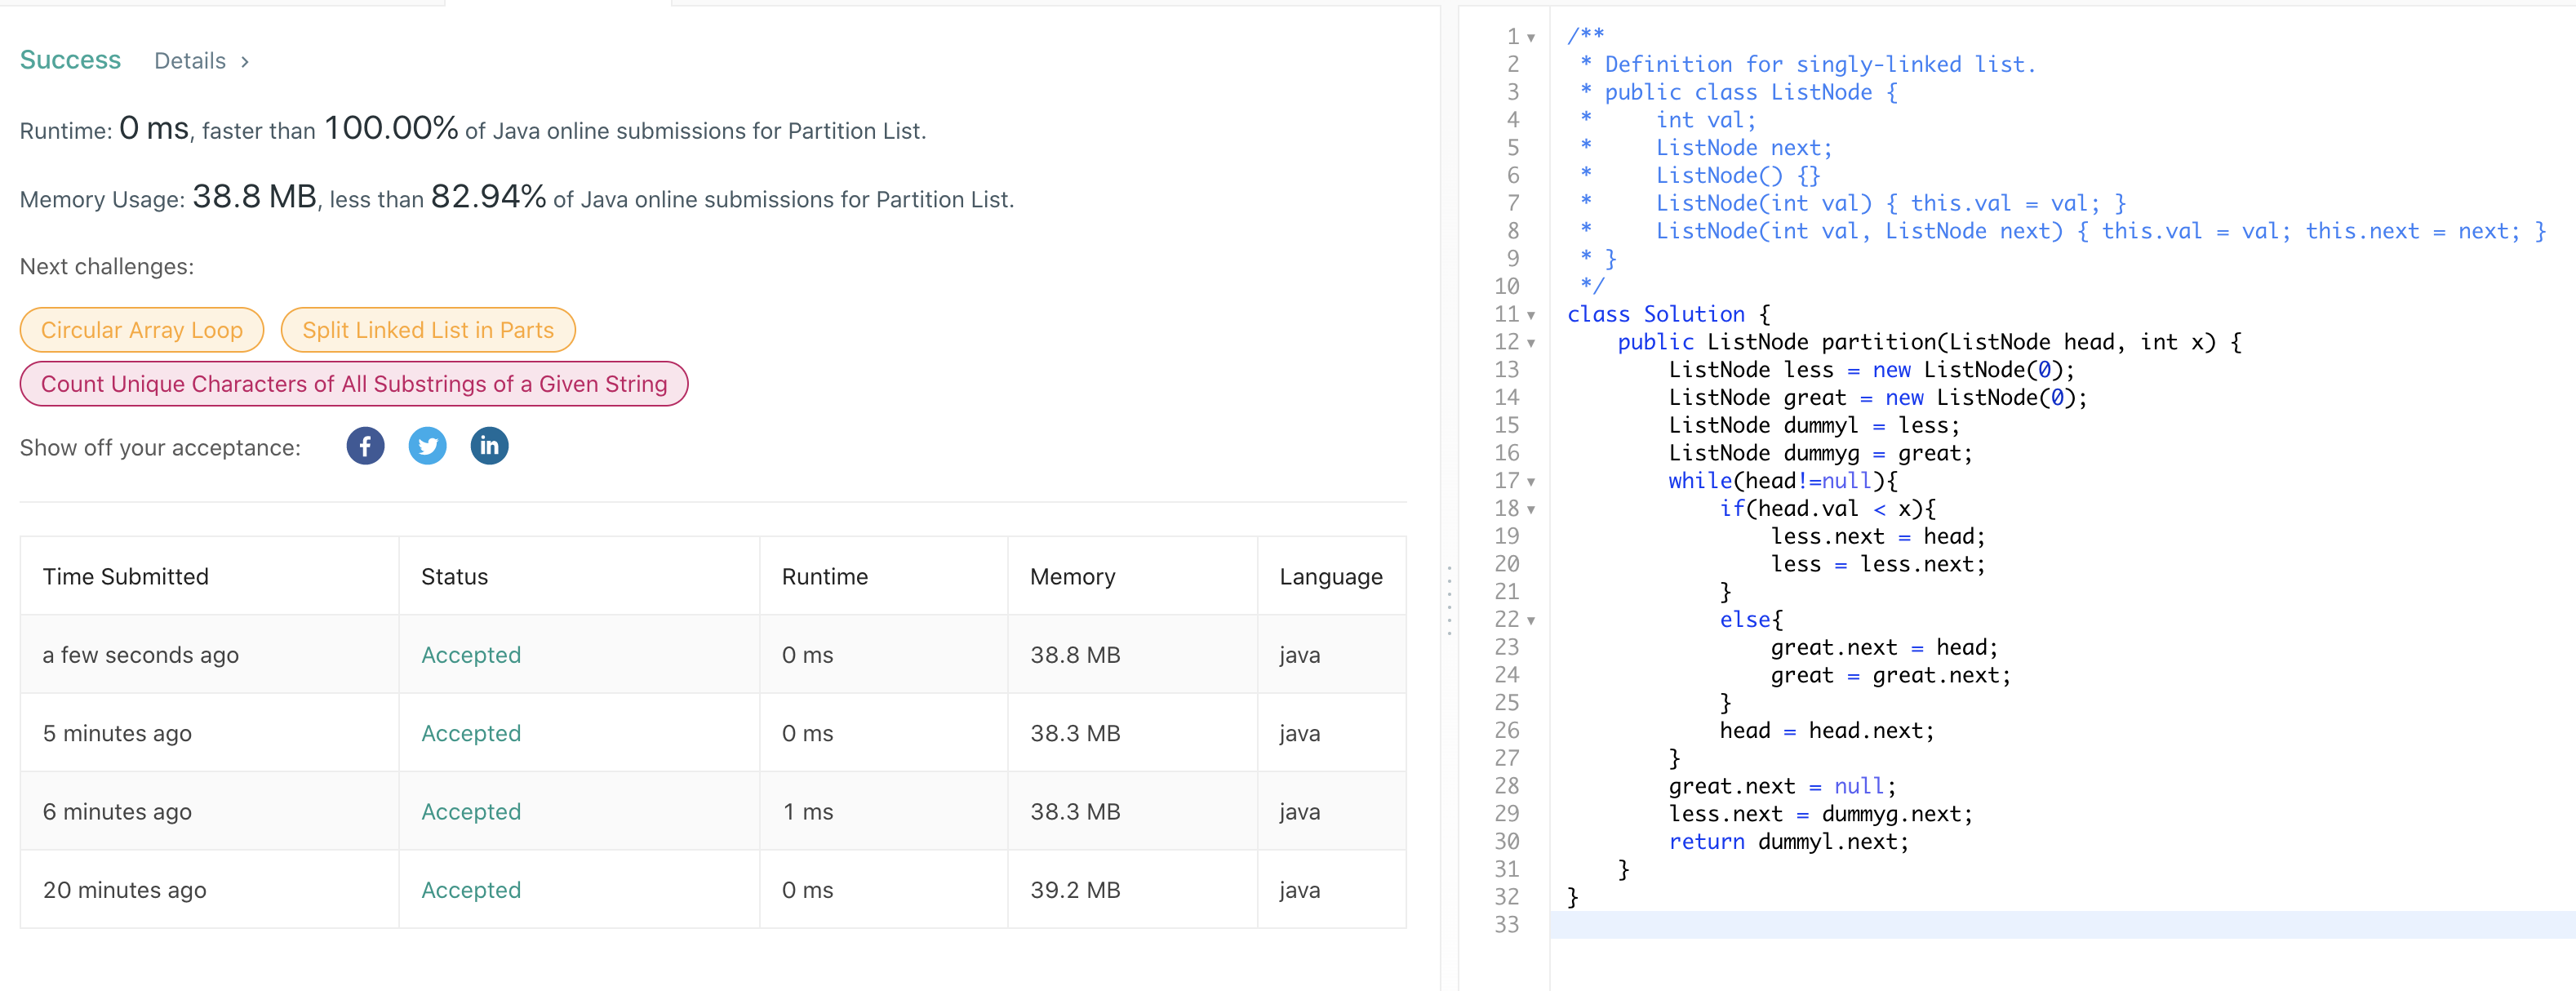 Success Details >
Runtime: 0 ms, faster than 100.00% of Java online submissions for Partition List.
Memory Usage: 38.8 MB, less than 82.94% of Java online submissions for Partition List.
Next challenges:
Circular Array Loop Split Linked List in Parts
Count Unique Characters of All Substrings of a Given String
Show off your acceptance: f in
Time Submitted Status Runtime Memory Language
a few seconds ago Accepted 0 ms 38.8 MB java
5 minutes ago Accepted 0 ms 38.3 MB java
6 minutes ago Accepted 1 ms 38.3 MB java
20 minutes ago Accepted 0 ms 39.2 MB java
1 /**
2  * Definition for singly-linked list.
3  * public class ListNode {
4  *     int val;
5  *     ListNode next;
6  *     ListNode() {}
7  *     ListNode(int val) { this.val = val; }
8  *     ListNode(int val, ListNode next) { this.val = val; this.next = next; }
9  * }
10  */
11 class Solution {
12     public ListNode partition(ListNode head, int x) {
13         ListNode less = new ListNode(0);
14         ListNode great = new ListNode(0);
15         ListNode dummyl = less;
16         ListNode dummyg = great;
17         while(head!=null){
18             if(head.val < x){
19                 less.next = head;
20                 less = less.next;
21             }
22             else{
23                 great.next = head;
24                 great = great.next;
25             }
26             head = head.next;
27         }
28         great.next = null;
29         less.next = dummyg.next;
30         return dummyl.next;
31     }
32 }
33